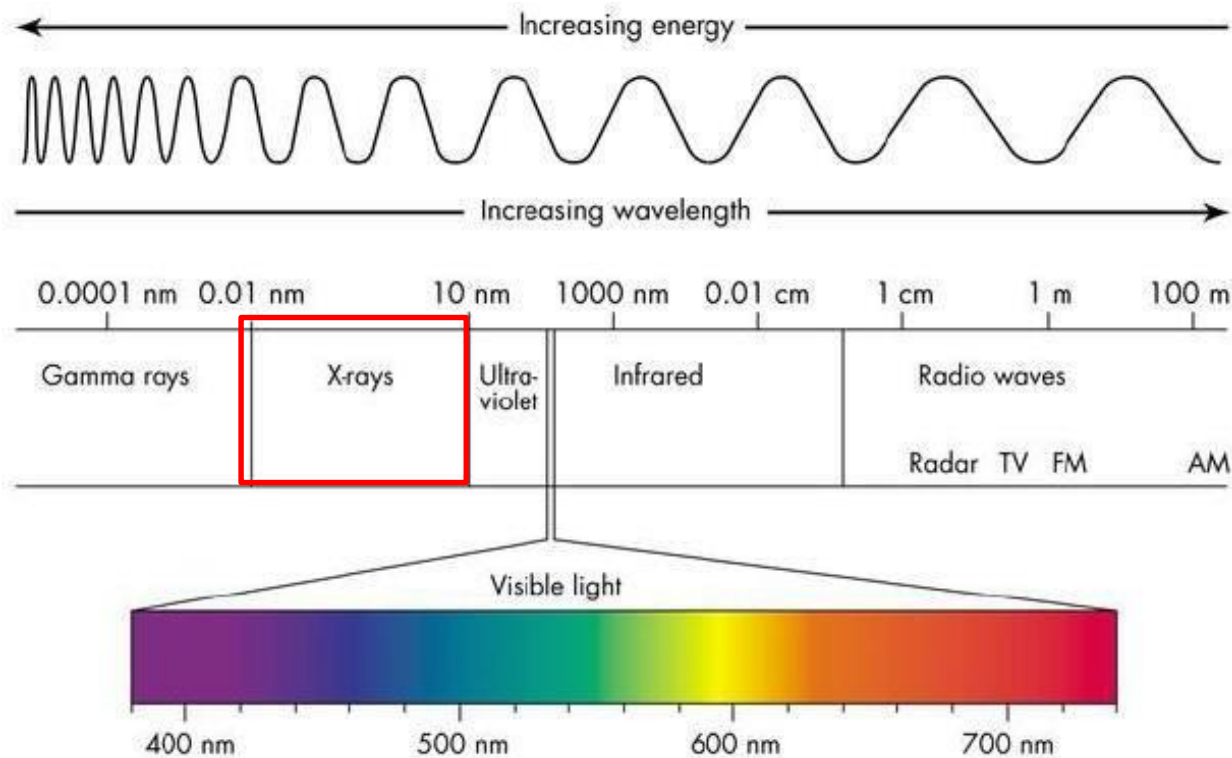 Increasing energy
Increasing wavelength
0.0001 nm 0.01 nm 10 nm 1000 nm 0.01 cm 1 cm 1 m 100 m
Gamma rays X-rays Ultra-
violet Infrared Radio waves
Radar TV FM AM
Visible light
400 nm 500 nm 600 nm 700 nm